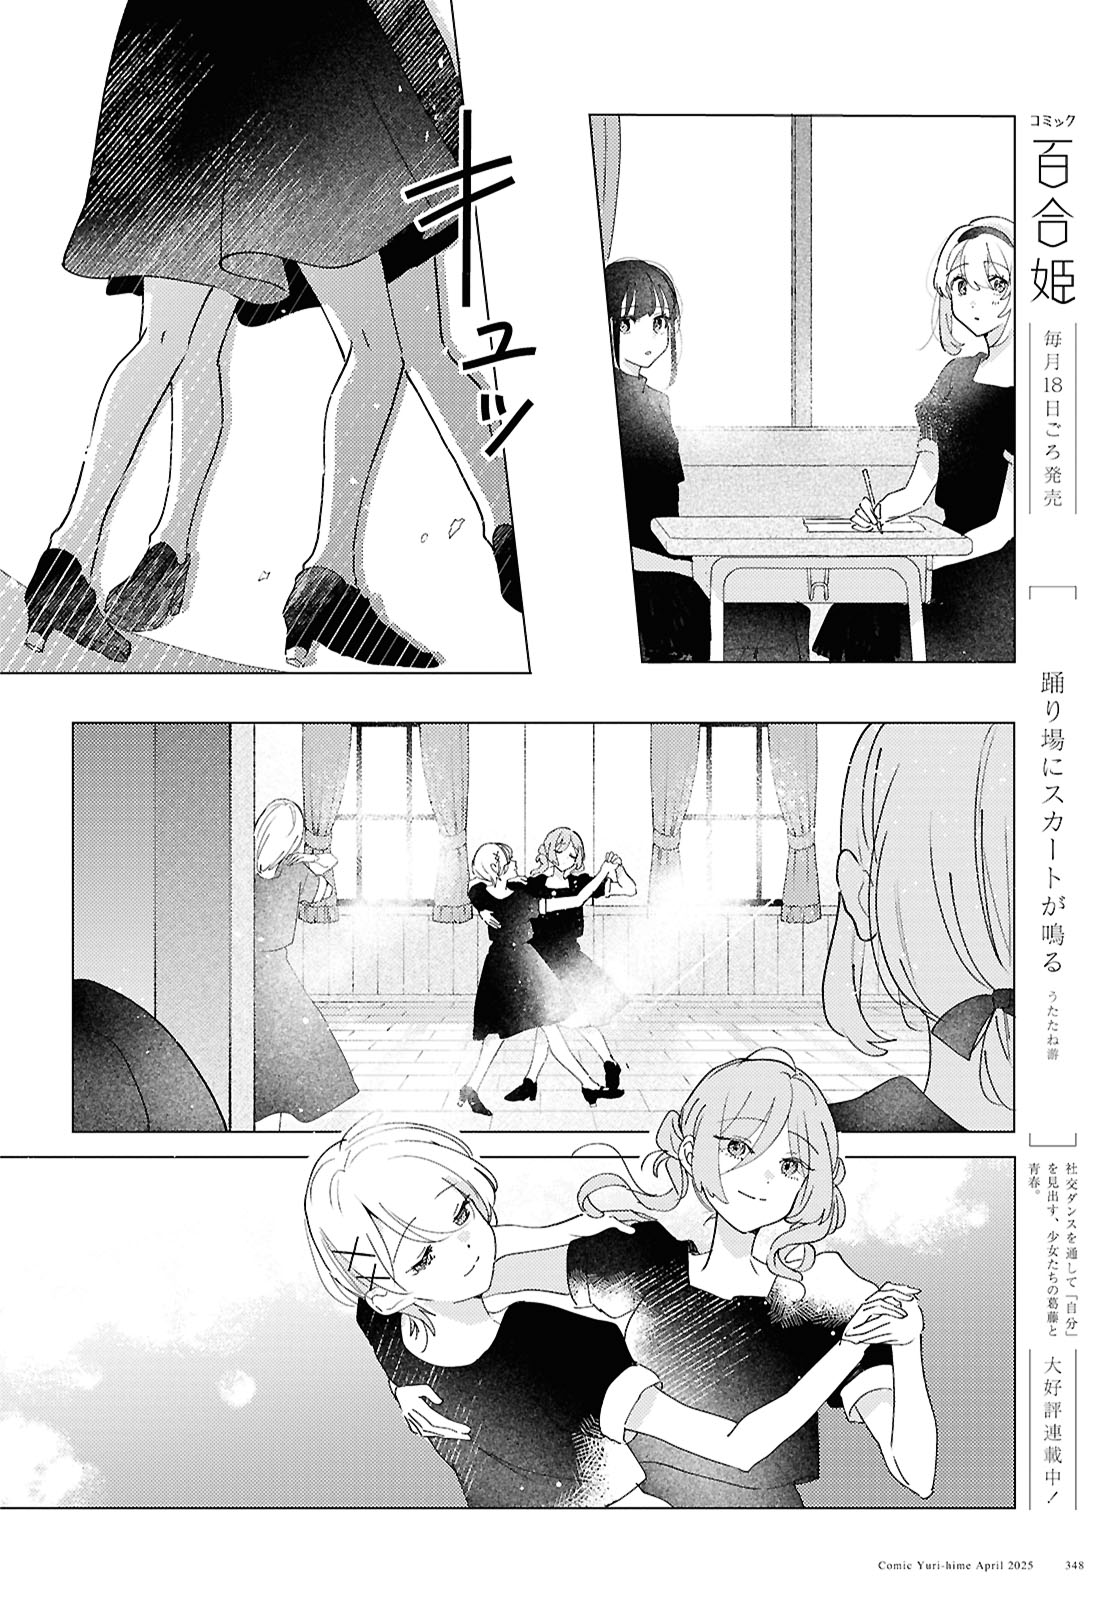 コミック
百合姫
毎月18日ごろ発売
踊り場にスカートが鳴る
うたたね游
社交ダンスを通して「自分」
を見出す、少女たちの葛藤と
青春。
大好評連載中！
キュッ
Comic Yuri-hime April 2025 348